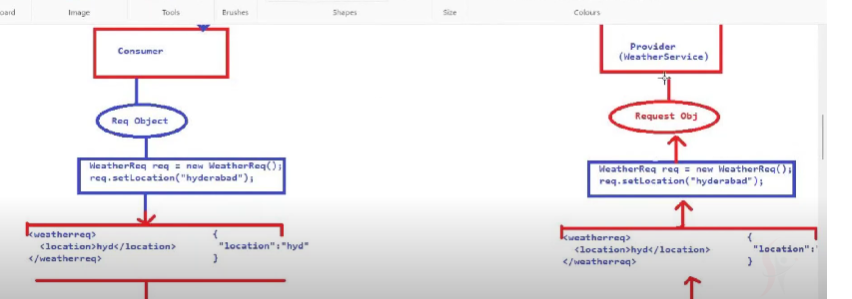 oard Image Tools Brushes Shapes Size Colours
Consumer
Req Object
WeatherReq req = new WeatherReq();
req.setLocation("hyderabad");
<weatherreq>
<location>hyd</location>
</weatherreq>
{
"location":"hyd"
}
Provider
(WeatherService)
Request Obj
WeatherReq req = new WeatherReq();
req.setLocation("hyderabad");
<weatherreq>
<location>hyd</location>
</weatherreq>
{
"location":"
}